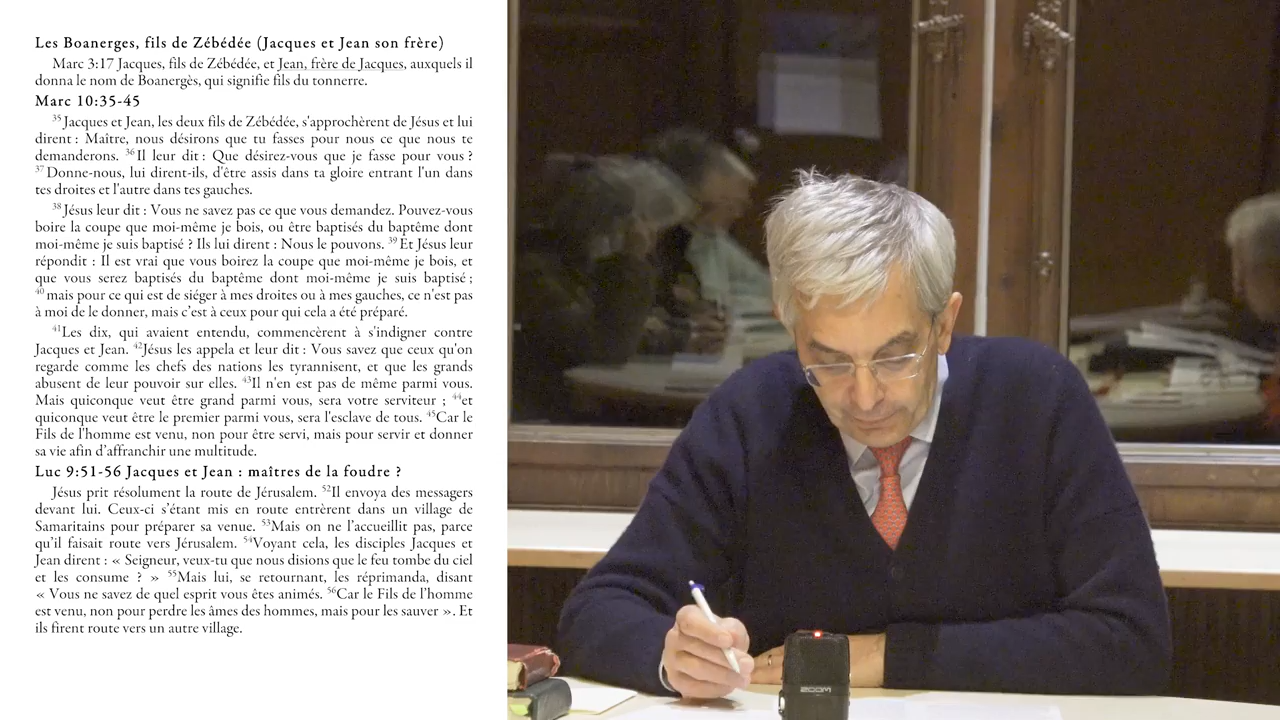 Les Boanerges, fils de Zébédée (Jacques et Jean son frère)
Marc 3:17 Jacques, fils de Zébédée, et Jean, frère de Jacques, auxquels il
donna le nom de Boanergès, qui signifie fils du tonnerre.
Marc 10:35-45
35 Jacques et Jean, les deux fils de Zébédée, s'approchèrent de Jésus et lui
dirent : Maître, nous désirons que tu fasses pour nous ce que nous te
demanderons. 36 Il leur dit : Que désirez-vous que je fasse pour vous ?
37 Donne-nous, lui dirent-ils, d'être assis dans ta gloire entrant l'un dans
tes droites et l'autre dans tes gauches.
38 Jésus leur dit : Vous ne savez pas ce que vous demandez. Pouvez-vous
boire la coupe que moi-même je bois, ou être baptisés du baptême dont
moi-même je suis baptisé ? Ils lui dirent : Nous le pouvons. 39 Et Jésus leur
répondit : Il est vrai que vous boirez la coupe que moi-même je bois, et
que vous serez baptisés du baptême dont moi-même je suis baptisé ;
40 mais pour ce qui est de siéger à mes droites ou à mes gauches, ce n'est pas
à moi de le donner, mais c'est à ceux pour qui cela a été préparé.
41 Les dix, qui avaient entendu, commencèrent à s'indigner contre
Jacques et Jean. 42 Jésus les appela et leur dit : Vous savez que ceux qu'on
regarde comme les chefs des nations les tyrannisent, et que les grands
abusent de leur pouvoir sur elles. 43 Il n'en est pas de même parmi vous.
Mais quiconque veut être grand parmi vous, sera votre serviteur ; 44 et
quiconque veut être le premier parmi vous, sera l'esclave de tous. 45 Car le
Fils de l'homme est venu, non pour être servi, mais pour servir et donner
sa vie afin d'affranchir une multitude.
Luc 9:51-56 Jacques et Jean : maîtres de la foudre ?
Jésus prit résolument la route de Jérusalem. 52 Il envoya des messagers
devant lui. Ceux-ci s'étant mis en route entrèrent dans un village de
Samaritains pour préparer sa venue. 53 Mais on ne l'accueillit pas, parce
qu'il faisait route vers Jérusalem. 54 Voyant cela, les disciples Jacques et
Jean dirent : « Seigneur, veux-tu que nous disions que le feu tombe du ciel
et les consume ? » 55 Mais lui, se retournant, les réprimanda, disant
« Vous ne savez de quel esprit vous êtes animés. 56 Car le Fils de l'homme
est venu, non pour perdre les âmes des hommes, mais pour les sauver ». Et
ils firent route vers un autre village.
zoom